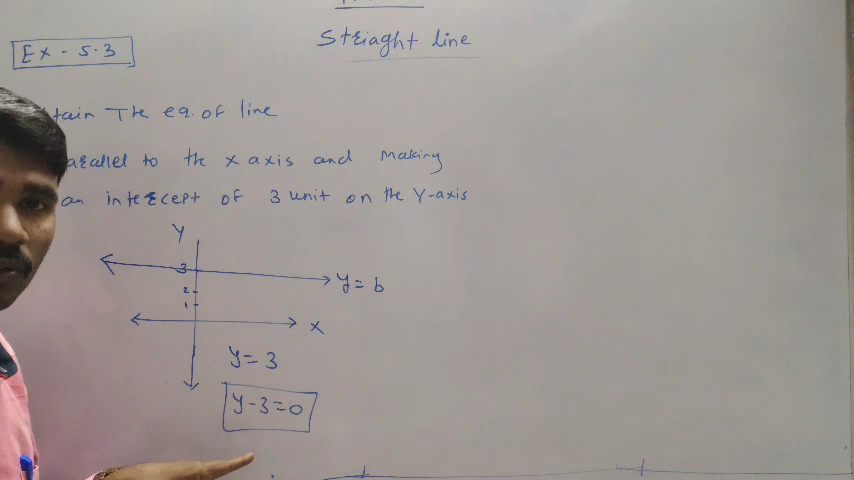 Ex - 5.3
Striaght line
tain The eq. of line
arallel to the x axis and making
an intercept of 3 unit on the Y-axis
Y
3
y = b
2
1
x
y = 3
y - 3 = 0